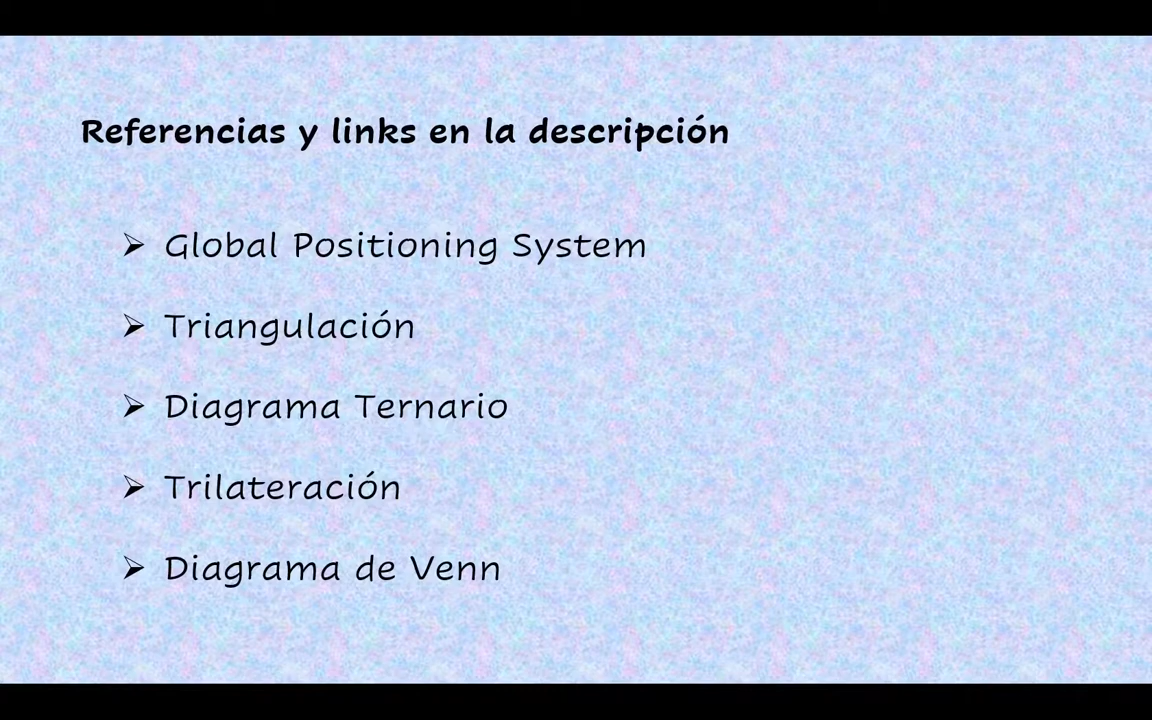 Referencias y links en la descripción
➢ Global Positioning System
➢ Triangulación
➢ Diagrama Ternario
➢ Trilateración
➢ Diagrama de Venn